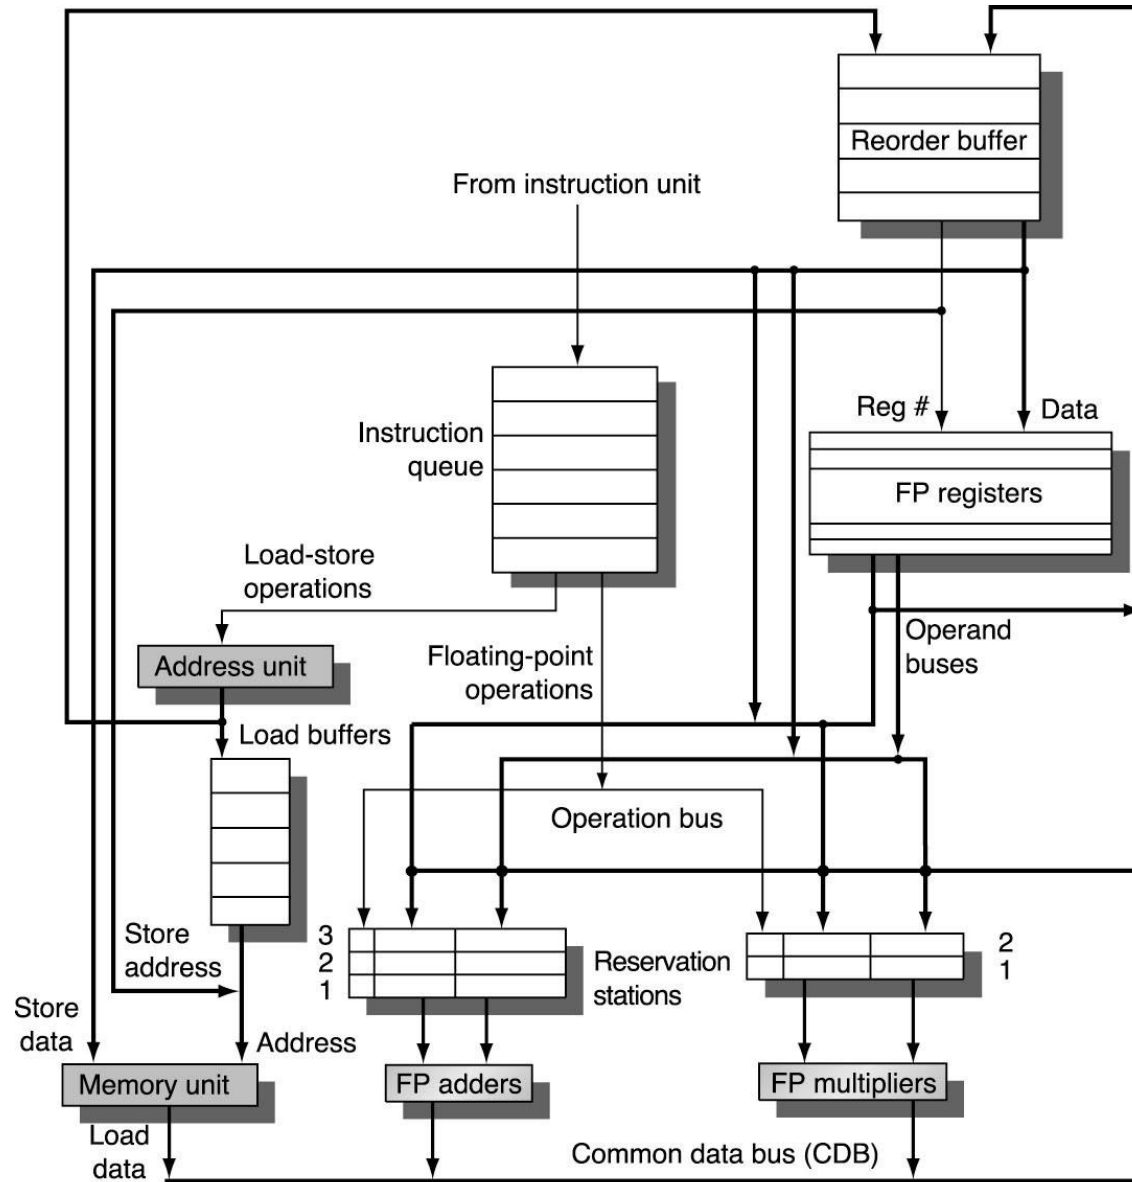 Reorder buffer
From instruction unit
Reg #
Data
Instruction
queue
FP registers
Load-store
operations
Operand
buses
Address unit
Floating-point
operations
Load buffers
Operation bus
Store
address
3
2
1
Reservation
stations
2
1
Store
data
Address
Memory unit
FP adders
FP multipliers
Load
data
Common data bus (CDB)